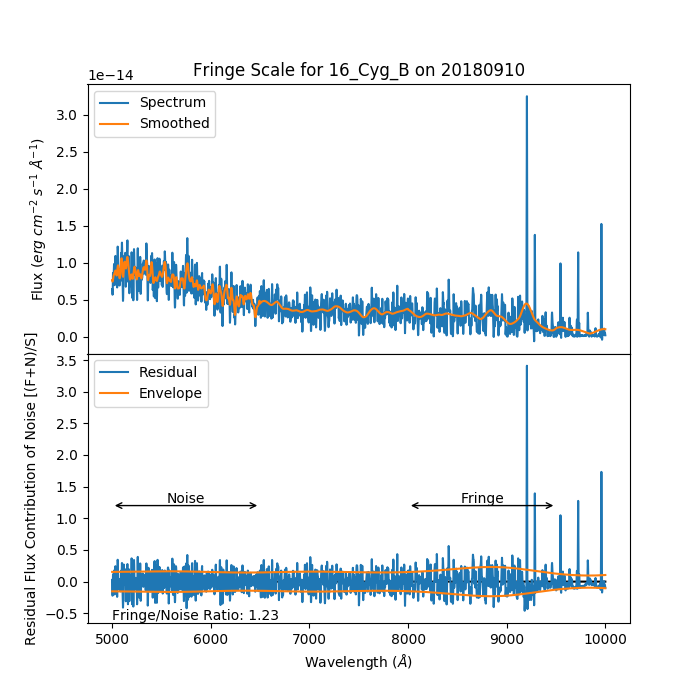 Fringe Scale for 16_Cyg_B on 20180910
1e−14
Flux (erg cm⁻² s⁻¹ Å⁻¹)
3.0
2.5
2.0
1.5
1.0
0.5
0.0
Spectrum
Smoothed
Residual Flux Contribution of Noise [(F+N)/S]
3.5
3.0
2.5
2.0
1.5
1.0
0.5
0.0
−0.5
Residual
Envelope
Noise
Fringe
Fringe/Noise Ratio: 1.23
5000 6000 7000 8000 9000 10000
Wavelength (Å)